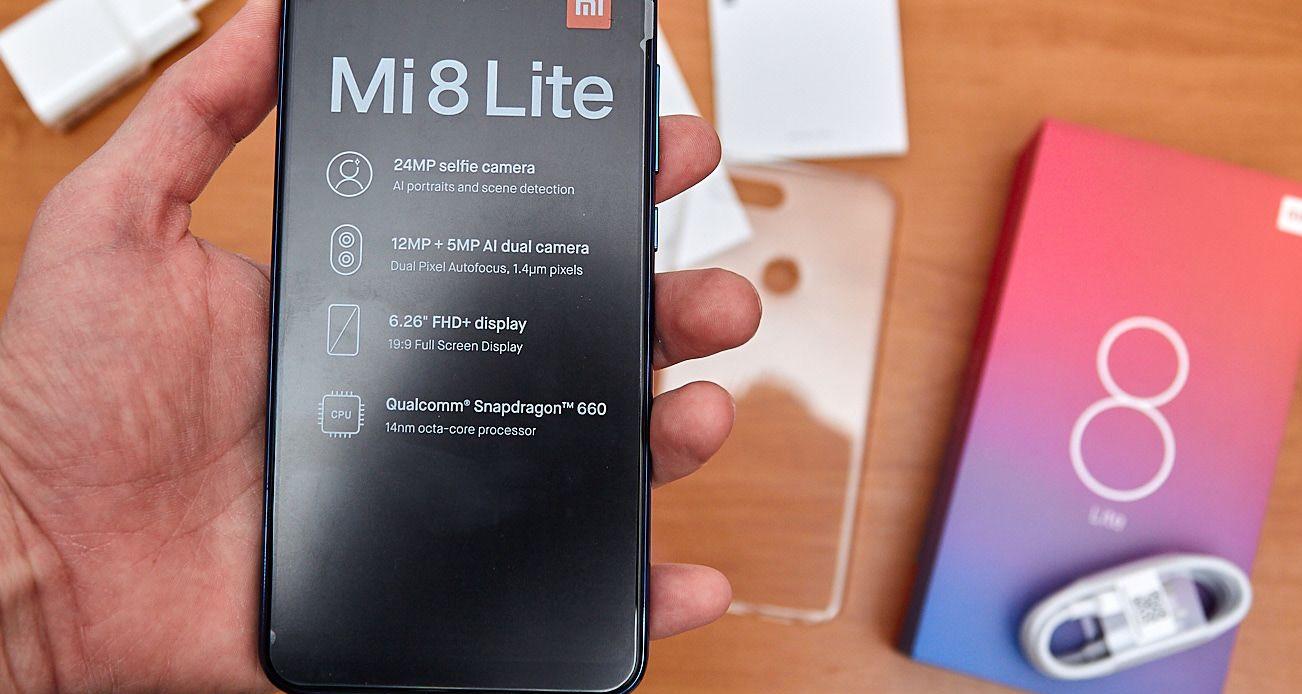 mi
Mi 8 Lite
24MP selfie camera
AI portraits and scene detection
12MP + 5MP AI dual camera
Dual Pixel Autofocus, 1.4µm pixels
6.26" FHD+ display
19:9 Full Screen Display
CPU
Qualcomm® Snapdragon™ 660
14nm octa-core processor
mi
8
Lite